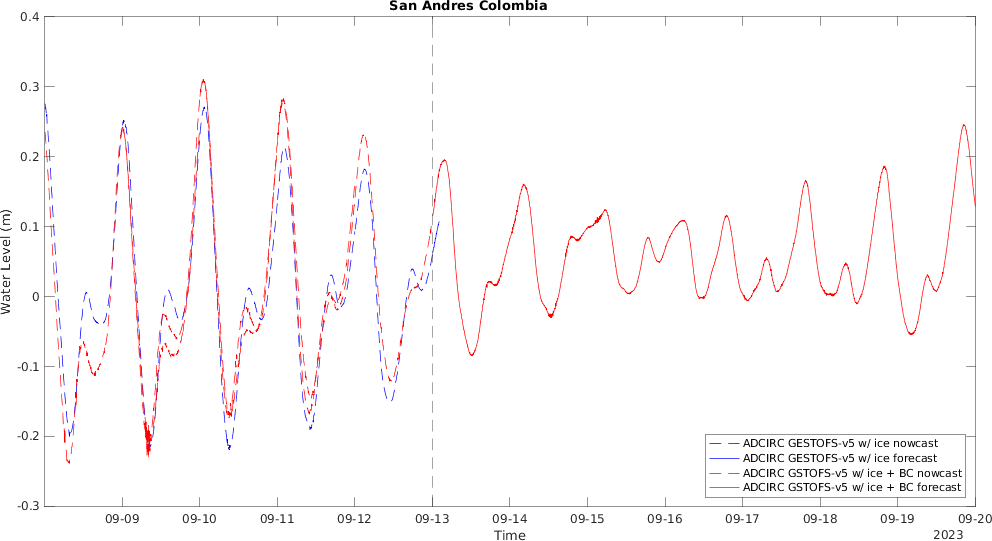 San Andres Colombia
0.4
0.3
0.2
0.1
0
-0.1
-0.2
-0.3
Water Level (m)
ADCIRC GESTOFS-v5 w/ ice nowcast
ADCIRC GESTOFS-v5 w/ ice forecast
ADCIRC GSTOFS-v5 w/ ice + BC nowcast
ADCIRC GSTOFS-v5 w/ ice + BC forecast
09-09 09-10 09-11 09-12 09-13 09-14 09-15 09-16 09-17 09-18 09-19 09-20
Time
2023